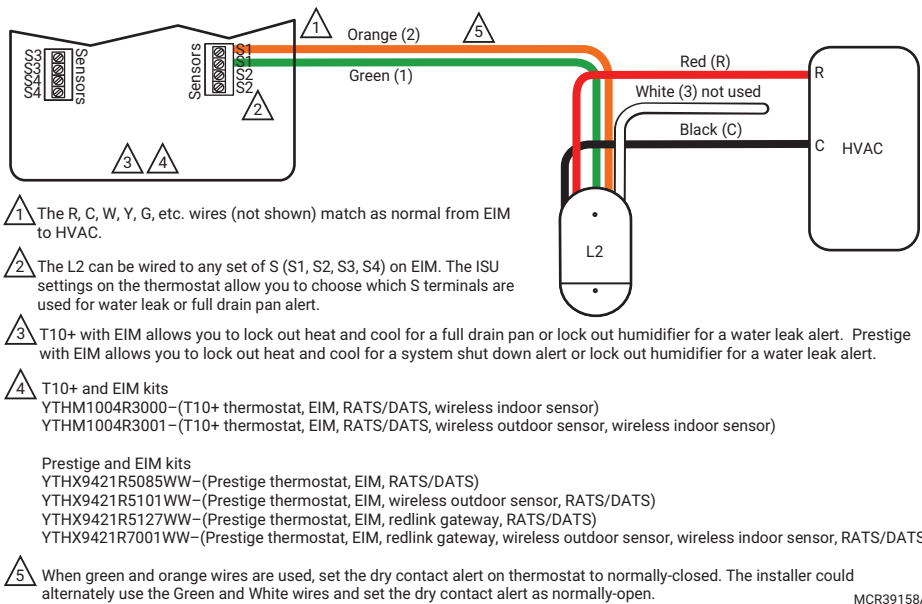 1
Orange (2)
5
S3
S3
S4
S4
Sensors
Sensors
S1
S1
S2
S2
Green (1)
Red (R)
R
White (3) not used
2
Black (C)
C
HVAC
3
4
L2
1 The R, C, W, Y, G, etc. wires (not shown) match as normal from EIM
to HVAC.
2 The L2 can be wired to any set of S (S1, S2, S3, S4) on EIM. The ISU
settings on the thermostat allow you to choose which S terminals are
used for water leak or full drain pan alert.
3 T10+ with EIM allows you to lock out heat and cool for a full drain pan or lock out humidifier for a water leak alert. Prestige
with EIM allows you to lock out heat and cool for a system shut down alert or lock out humidifier for a water leak alert.
4 T10+ and EIM kits
YTHM1004R3000–(T10+ thermostat, EIM, RATS/DATS, wireless indoor sensor)
YTHM1004R3001–(T10+ thermostat, EIM, RATS/DATS, wireless outdoor sensor, wireless indoor sensor)
Prestige and EIM kits
YTHX9421R5085WW–(Prestige thermostat, EIM, RATS/DATS)
YTHX9421R5101WW–(Prestige thermostat, EIM, wireless outdoor sensor, RATS/DATS)
YTHX9421R5127WW–(Prestige thermostat, EIM, redlink gateway, RATS/DATS)
YTHX9421R7001WW–(Prestige thermostat, EIM, redlink gateway, wireless outdoor sensor, wireless indoor sensor, RATS/DATS
5 When green and orange wires are used, set the dry contact alert on thermostat to normally-closed. The installer could
alternately use the Green and White wires and set the dry contact alert as normally-open.
MCR39158A